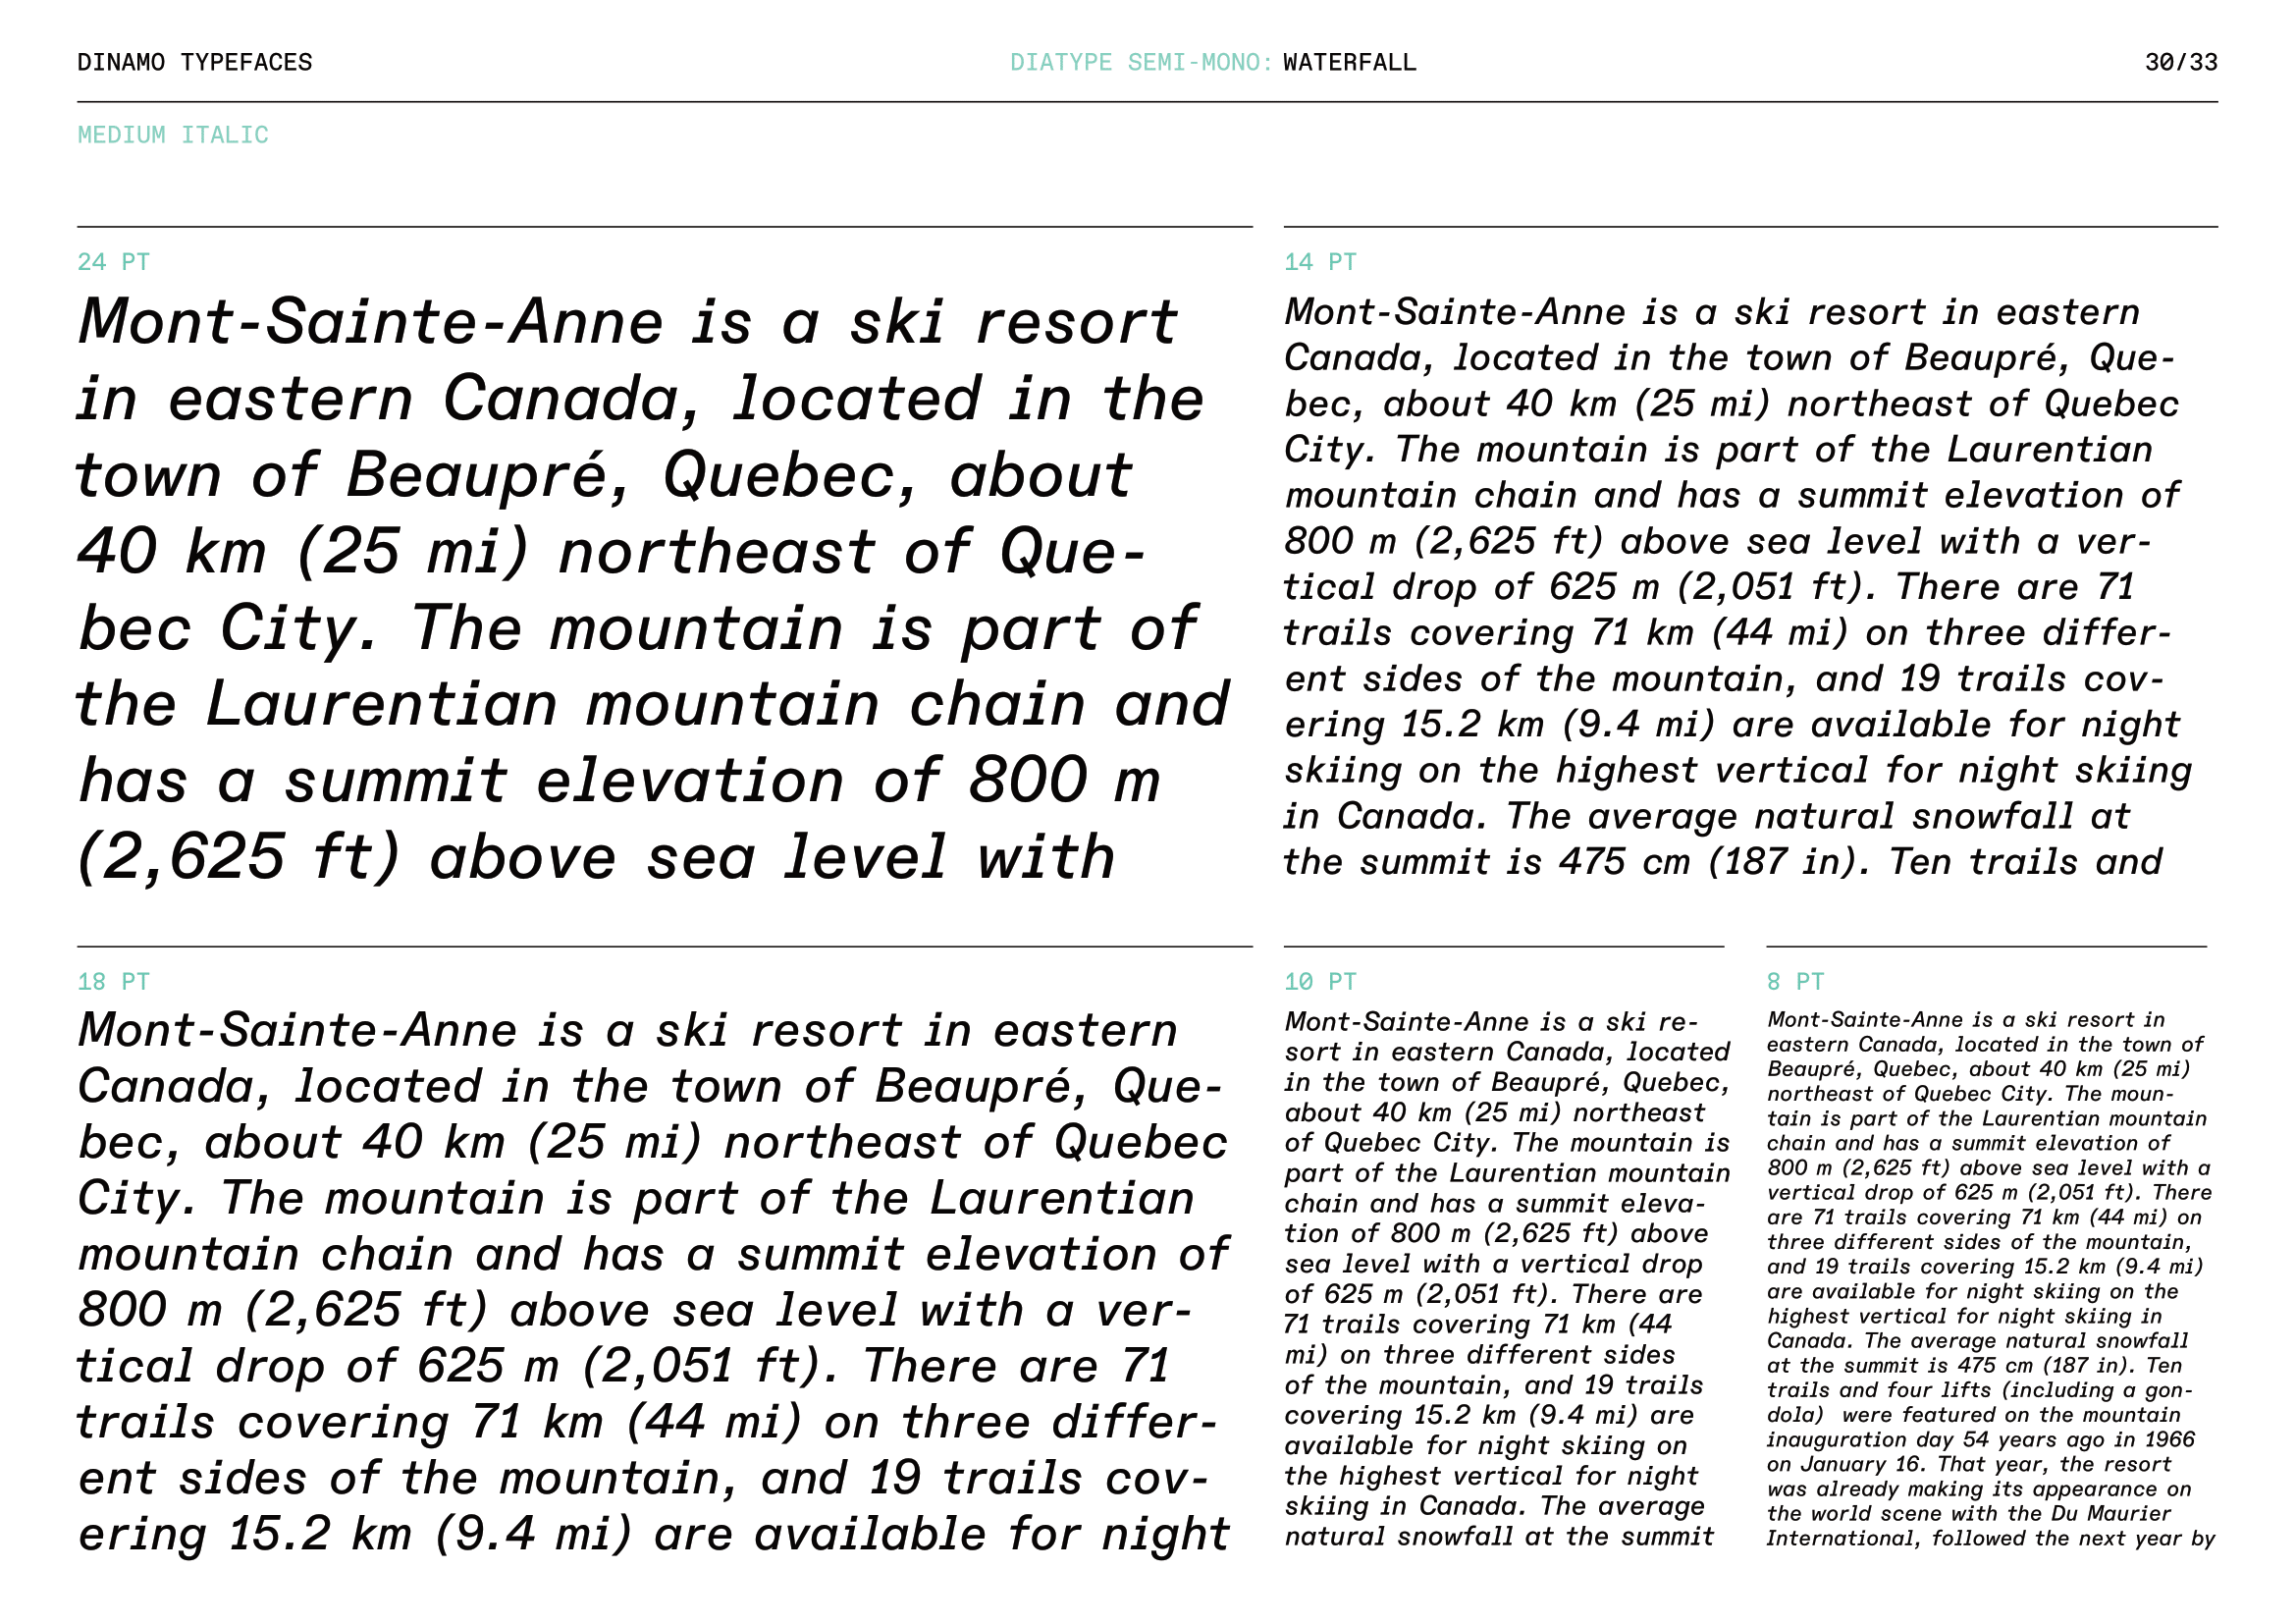 DINAMO TYPEFACES
DIATYPE SEMI-MONO: WATERFALL
30/33
MEDIUM ITALIC
24 PT
Mont-Sainte-Anne is a ski resort
in eastern Canada, located in the
town of Beaupré, Quebec, about
40 km (25 mi) northeast of Que-
bec City. The mountain is part of
the Laurentian mountain chain and
has a summit elevation of 800 m
(2,625 ft) above sea level with
14 PT
Mont-Sainte-Anne is a ski resort in eastern
Canada, located in the town of Beaupré, Que-
bec, about 40 km (25 mi) northeast of Quebec
City. The mountain is part of the Laurentian
mountain chain and has a summit elevation of
800 m (2,625 ft) above sea level with a ver-
tical drop of 625 m (2,051 ft). There are 71
trails covering 71 km (44 mi) on three differ-
ent sides of the mountain, and 19 trails cov-
ering 15.2 km (9.4 mi) are available for night
skiing on the highest vertical for night skiing
in Canada. The average natural snowfall at
the summit is 475 cm (187 in). Ten trails and
18 PT
Mont-Sainte-Anne is a ski resort in eastern
Canada, located in the town of Beaupré, Que-
bec, about 40 km (25 mi) northeast of Quebec
City. The mountain is part of the Laurentian
mountain chain and has a summit elevation of
800 m (2,625 ft) above sea level with a ver-
tical drop of 625 m (2,051 ft). There are 71
trails covering 71 km (44 mi) on three differ-
ent sides of the mountain, and 19 trails cov-
ering 15.2 km (9.4 mi) are available for night
10 PT
Mont-Sainte-Anne is a ski re-
sort in eastern Canada, located
in the town of Beaupré, Quebec,
about 40 km (25 mi) northeast
of Quebec City. The mountain is
part of the Laurentian mountain
chain and has a summit eleva-
tion of 800 m (2,625 ft) above
sea level with a vertical drop
of 625 m (2,051 ft). There are
71 trails covering 71 km (44
mi) on three different sides
of the mountain, and 19 trails
covering 15.2 km (9.4 mi) are
available for night skiing on
the highest vertical for night
skiing in Canada. The average
natural snowfall at the summit
8 PT
Mont-Sainte-Anne is a ski resort in
eastern Canada, located in the town of
Beaupré, Quebec, about 40 km (25 mi)
northeast of Quebec City. The moun-
tain is part of the Laurentian mountain
chain and has a summit elevation of
800 m (2,625 ft) above sea level with a
vertical drop of 625 m (2,051 ft). There
are 71 trails covering 71 km (44 mi) on
three different sides of the mountain,
and 19 trails covering 15.2 km (9.4 mi)
are available for night skiing on the
highest vertical for night skiing in
Canada. The average natural snowfall
at the summit is 475 cm (187 in). Ten
trails and four lifts (including a gon-
dola)  were featured on the mountain
inauguration day 54 years ago in 1966
on January 16. That year, the resort
was already making its appearance on
the world scene with the Du Maurier
International, followed the next year by